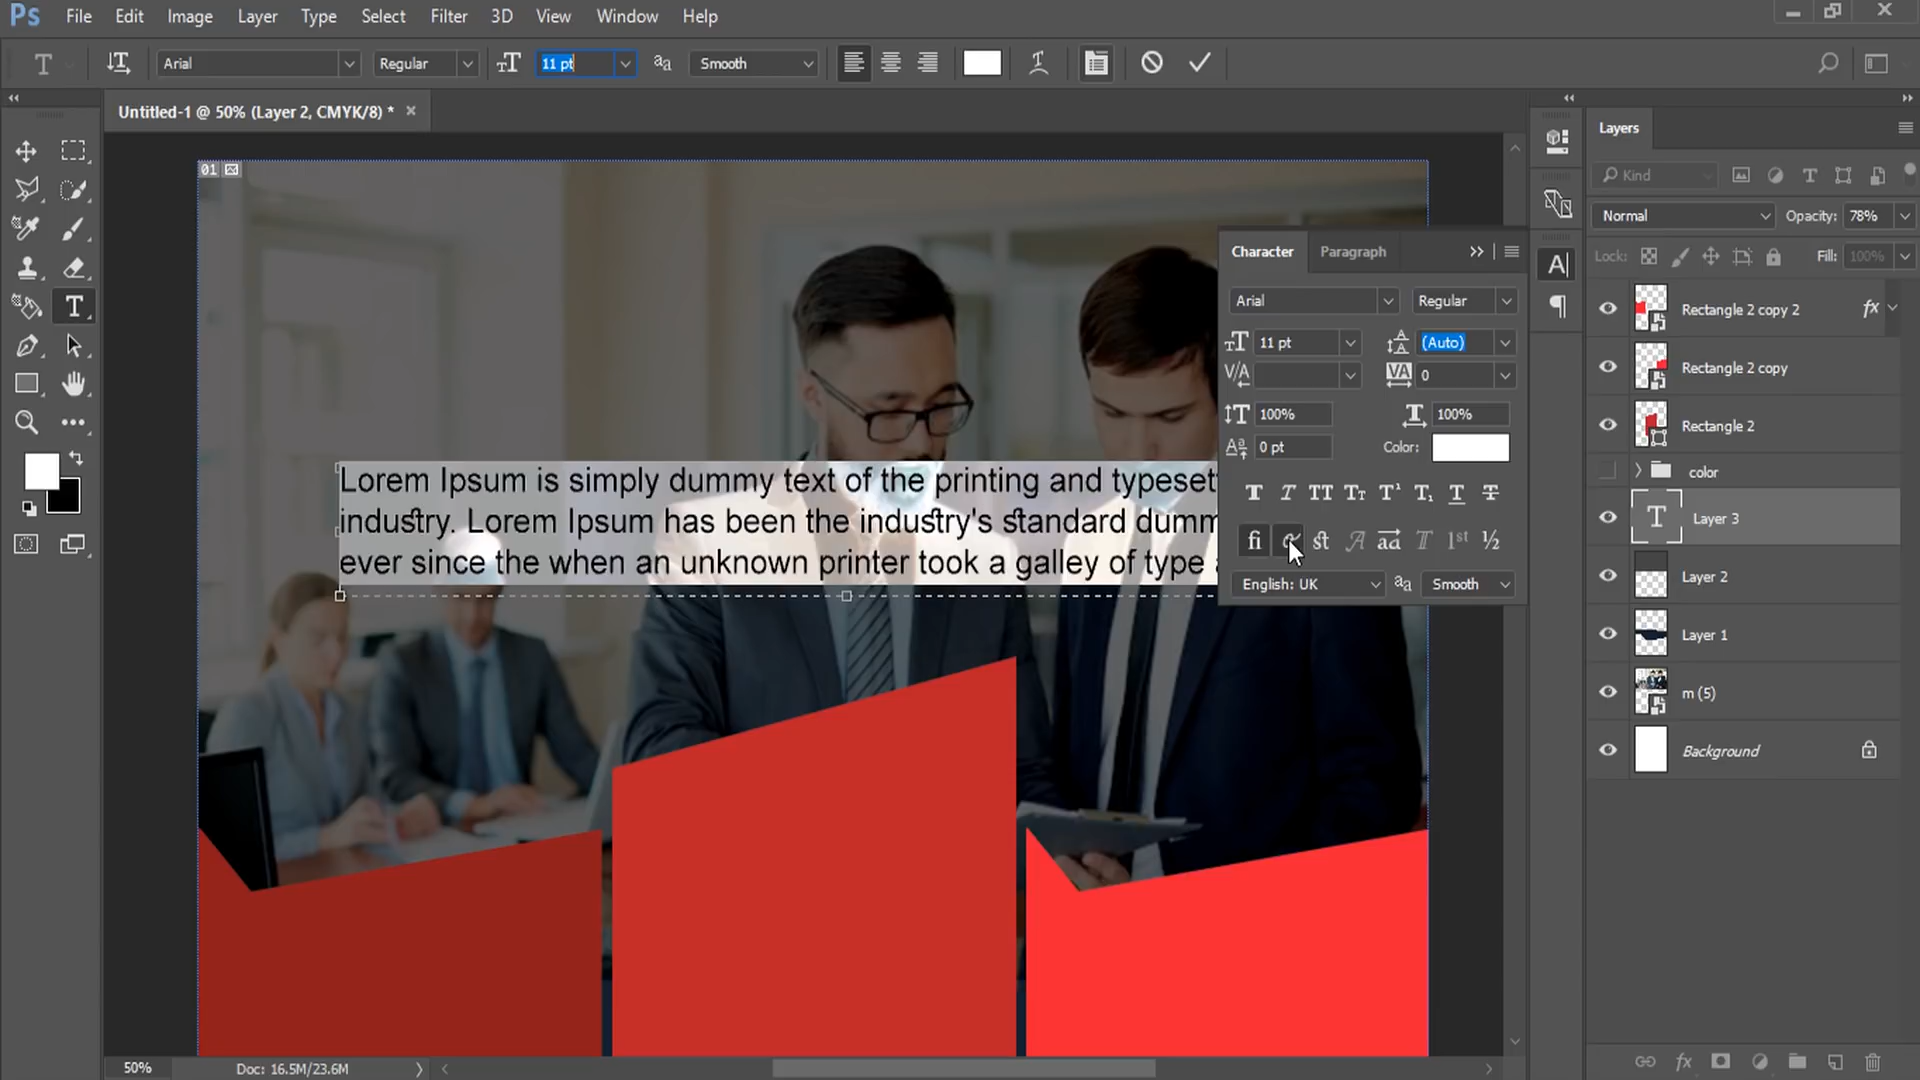 Ps File Edit Image Layer Type Select Filter 3D View Window Help
Arial Regular 11 pt Smooth
Untitled-1 @ 50% (Layer 2, CMYK/8) * ×
01
Lorem Ipsum is simply dummy text of the printing and typeset
industry. Lorem Ipsum has been the industry's standard dumm
ever since the when an unknown printer took a galley of type
Character Paragraph
Arial Regular
11 pt (Auto)
0
100% 100%
0 pt Color:
English: UK Smooth
Layers
Kind
Normal Opacity: 78%
Lock: Fill: 100%
Rectangle 2 copy 2 fx
Rectangle 2 copy
Rectangle 2
color
Layer 3
Layer 2
Layer 1
m (5)
Background
50% Doc: 16.5M/23.6M